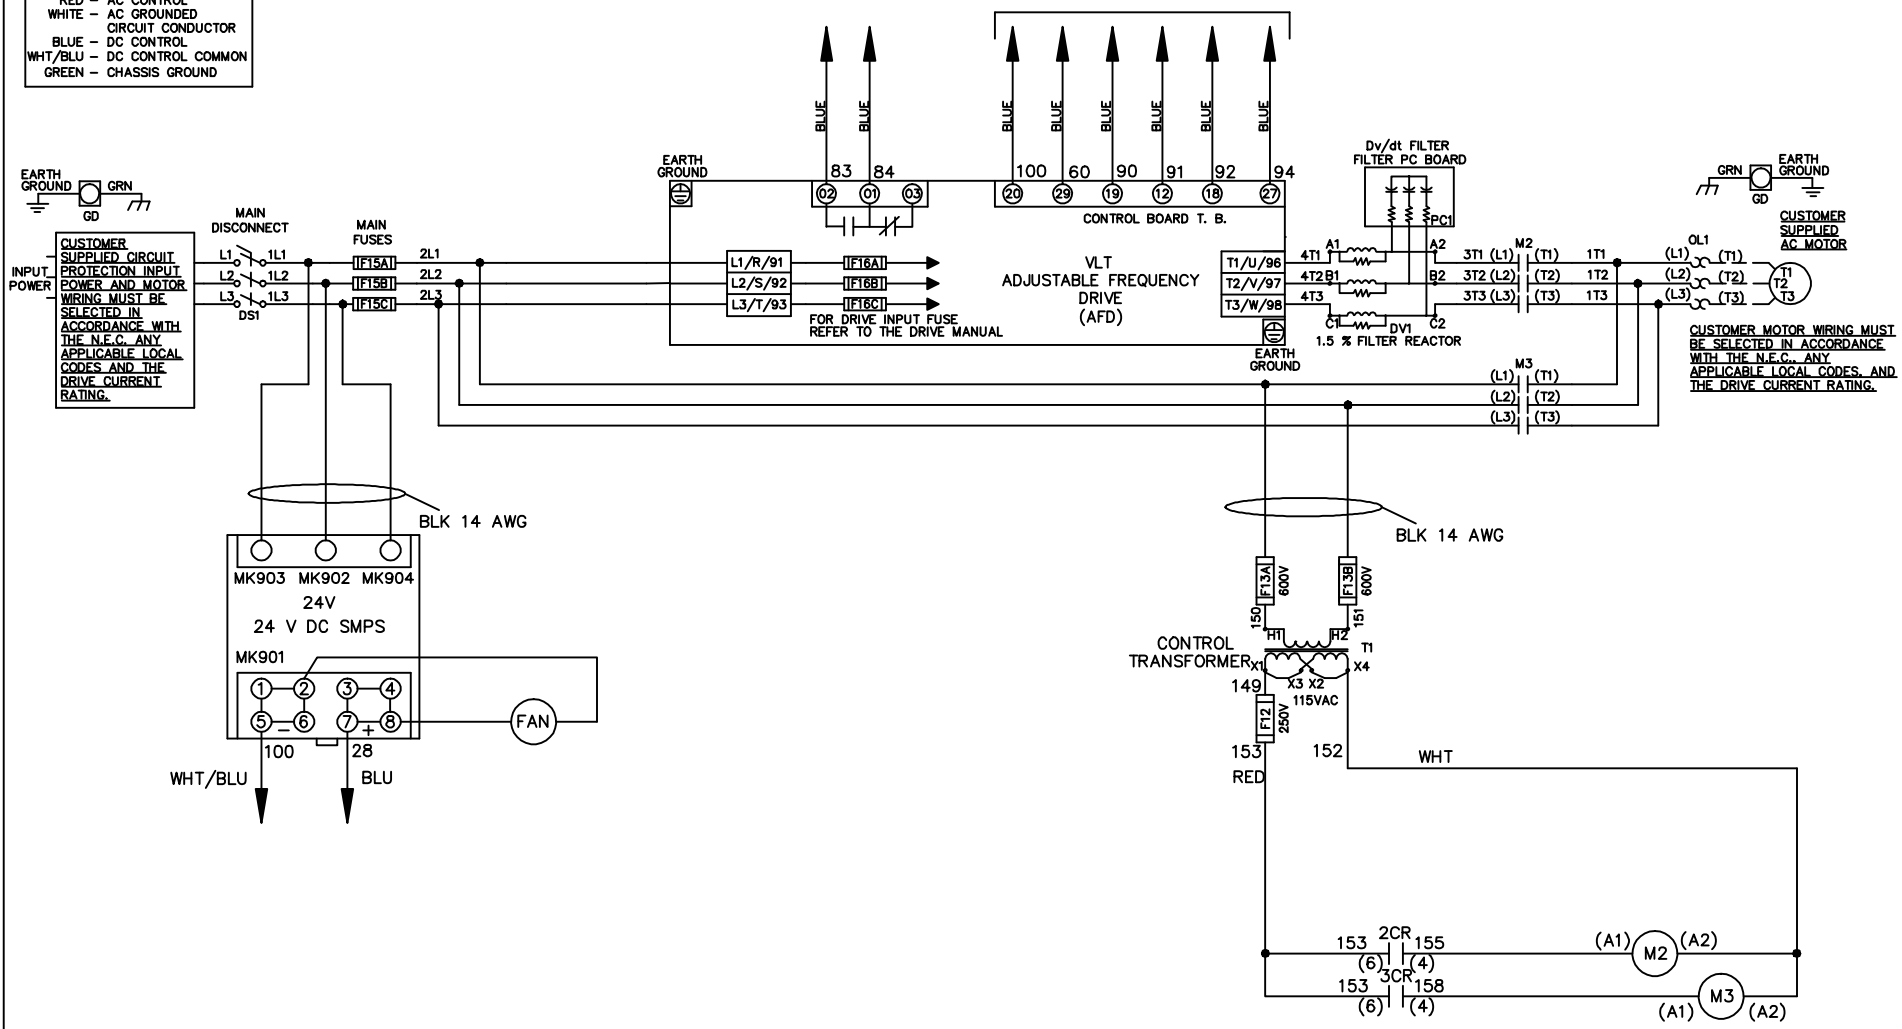 RED – AC CONTROL
WHITE – AC GROUNDED
CIRCUIT CONDUCTOR
BLUE – DC CONTROL
WHT/BLU – DC CONTROL COMMON
GREEN – CHASSIS GROUND
BLUE
BLUE
BLUE
BLUE
BLUE
BLUE
BLUE
BLUE
EARTH
GROUND
GRN
GD
EARTH
GROUND
83 84
02 01 03
100 60 90 91 92 94
20 29 19 12 18 27
CONTROL BOARD T. B.
Dv/dt FILTER
FILTER PC BOARD
PC1
GRN
EARTH
GROUND
GD
CUSTOMER
SUPPLIED
AC MOTOR
INPUT
POWER
CUSTOMER
SUPPLIED CIRCUIT
PROTECTION INPUT
POWER AND MOTOR
WIRING MUST BE
SELECTED IN
ACCORDANCE WITH
THE N.E.C. ANY
APPLICABLE LOCAL
CODES AND THE
DRIVE CURRENT
RATING.
MAIN
DISCONNECT
L1 1L1
L2 1L2
L3 1L3
DS1
MAIN
FUSES
F15A 2L1
F15B 2L2
F15C 2L3
L1/R/91 F16A
L2/S/92 F16B
L3/T/93 F16C
FOR DRIVE INPUT FUSE
REFER TO THE DRIVE MANUAL
VLT
ADJUSTABLE FREQUENCY
DRIVE
(AFD)
T1/U/96 4T1 A1 A2
T2/V/97 4T2 B1 B2
T3/W/98 4T3 C1 C2
DV1
1.5 % FILTER REACTOR
EARTH
GROUND
M2
3T1 (L1) (T1) 1T1
3T2 (L2) (T2) 1T2
3T3 (L3) (T3) 1T3
OL1
(L1) (T1)
(L2) (T2)
(L3) (T3)
T1
T2
T3
CUSTOMER MOTOR WIRING MUST
BE SELECTED IN ACCORDANCE
WITH THE N.E.C., ANY
APPLICABLE LOCAL CODES, AND
THE DRIVE CURRENT RATING.
M3
(L1) (T1)
(L2) (T2)
(L3) (T3)
BLK 14 AWG
MK903 MK902 MK904
24V
24 V DC SMPS
MK901
1 2 3 4
5 – 6 7 + 8
FAN
100 28
WHT/BLU BLU
BLK 14 AWG
F13A
600V
F13B
600V
150
151
H1 H2
T1
CONTROL
TRANSFORMER
X1 X4
X3 X2
115VAC
149
F12
250V
153 152
RED
WHT
2CR
153 155
(6) (4)
(A1) M2 (A2)
3CR
153 158
(6) (4)
(A1) M3 (A2)